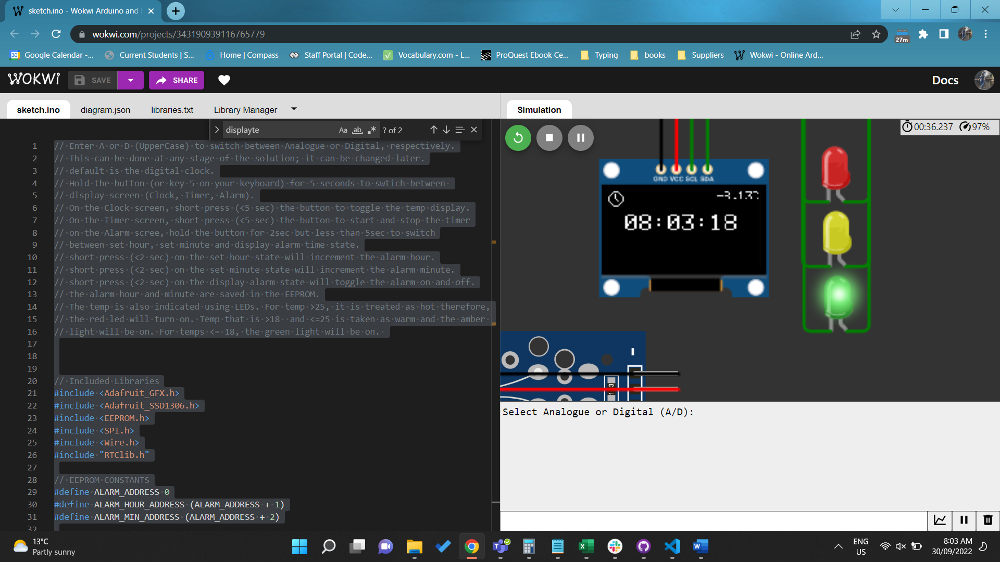 sketch.ino - Wokwi Arduino and
wokwi.com/projects/343190939116765779
27m
30
Google Calendar -...
Current Students | S...
Home | Compass
Staff Portal | Code...
Vocabulary.com - L...
ProQuest Ebook Ce...
Typing
books
Suppliers
Wokwi - Online Ard...
WOKWI
SAVE
SHARE
Docs
sketch.ino
diagram.json
libraries.txt
Library Manager
Simulation
displayte
Aa
ab
? of 2
00:36.237
97%
1 // Enter A or D (UpperCase) to switch between Analogue or Digital, respectively.
2 // This can be done at any stage of the solution; it can be changed later.
3 // default is the digital clock.
4 // Hold the button (or key 5 on your keyboard) for 5 seconds to swtich between
5 // display screen (Clock, Timer, Alarm).
6 // On the Clock screen, short press (<5 sec) the button to toggle the temp display.
7 // On the Timer screen, short press (<5 sec) the button to start and stop the timer
8 // on the Alarm scree, hold the button for 2sec but less than 5sec to switch
9 // between set hour, set minute and display alarm time state.
10 // short press (<2 sec) on the set hour state will increment the alarm hour.
11 // short press (<2 sec) on the set minute state will increment the alarm minute.
12 // short press (<2 sec) on the display alarm state will toggle the alarm on and off.
13 // the alarm hour and minute are saved in the EEPROM.
14 // The temp is also indicated using LEDs. For temp >25, it is treated as hot therefore,
15 // the red led will turn on. Temp that is >18  and <=25 is taken as warm and the amber
16 // light will be on. For temps <= 18, the green light will be on.
17
18
19
20 // Included Libraries
21 #include <Adafruit_GFX.h>
22 #include <Adafruit_SSD1306.h>
23 #include <EEPROM.h>
24 #include <SPI.h>
25 #include <Wire.h>
26 #include "RTClib.h"
27
28 // EEPROM CONSTANTS
29 #define ALARM_ADDRESS 0
30 #define ALARM_HOUR_ADDRESS (ALARM_ADDRESS + 1)
31 #define ALARM_MIN_ADDRESS (ALARM_ADDRESS + 2)
32
GND VCC SCL SDA
08:03:18
Select Analogue or Digital (A/D):
13°C
Partly sunny
ENG
US
8:03 AM
30/09/2022